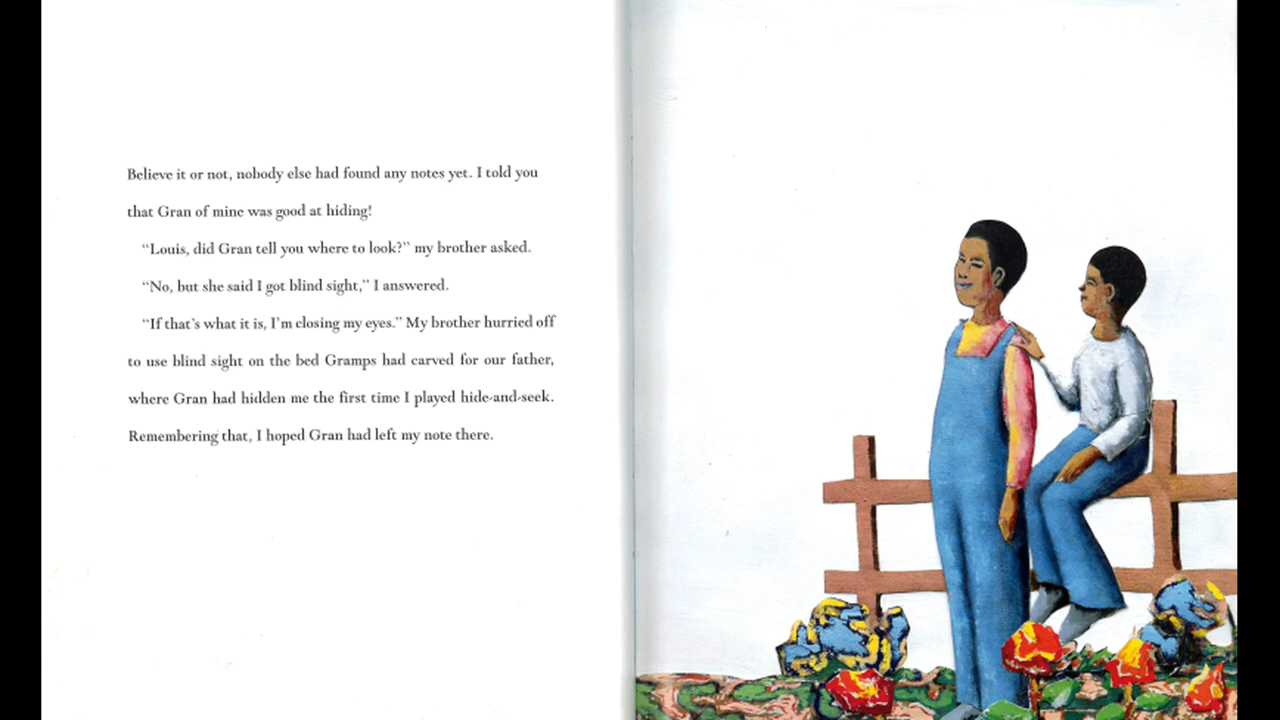 Believe it or not, nobody else had found any notes yet. I told you
that Gran of mine was good at hiding!
“Louis, did Gran tell you where to look?” my brother asked.
“No, but she said I got blind sight,” I answered.
“If that’s what it is, I’m closing my eyes.” My brother hurried off
to use blind sight on the bed Gramps had carved for our father,
where Gran had hidden me the first time I played hide-and-seek.
Remembering that, I hoped Gran had left my note there.